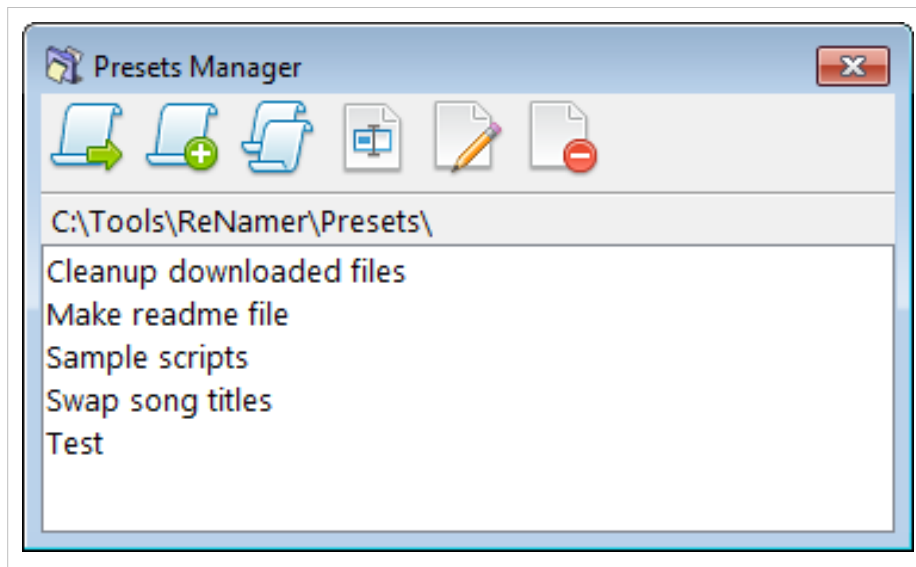 Presets Manager
C:\Tools\ReNamer\Presets\
Cleanup downloaded files
Make readme file
Sample scripts
Swap song titles
Test